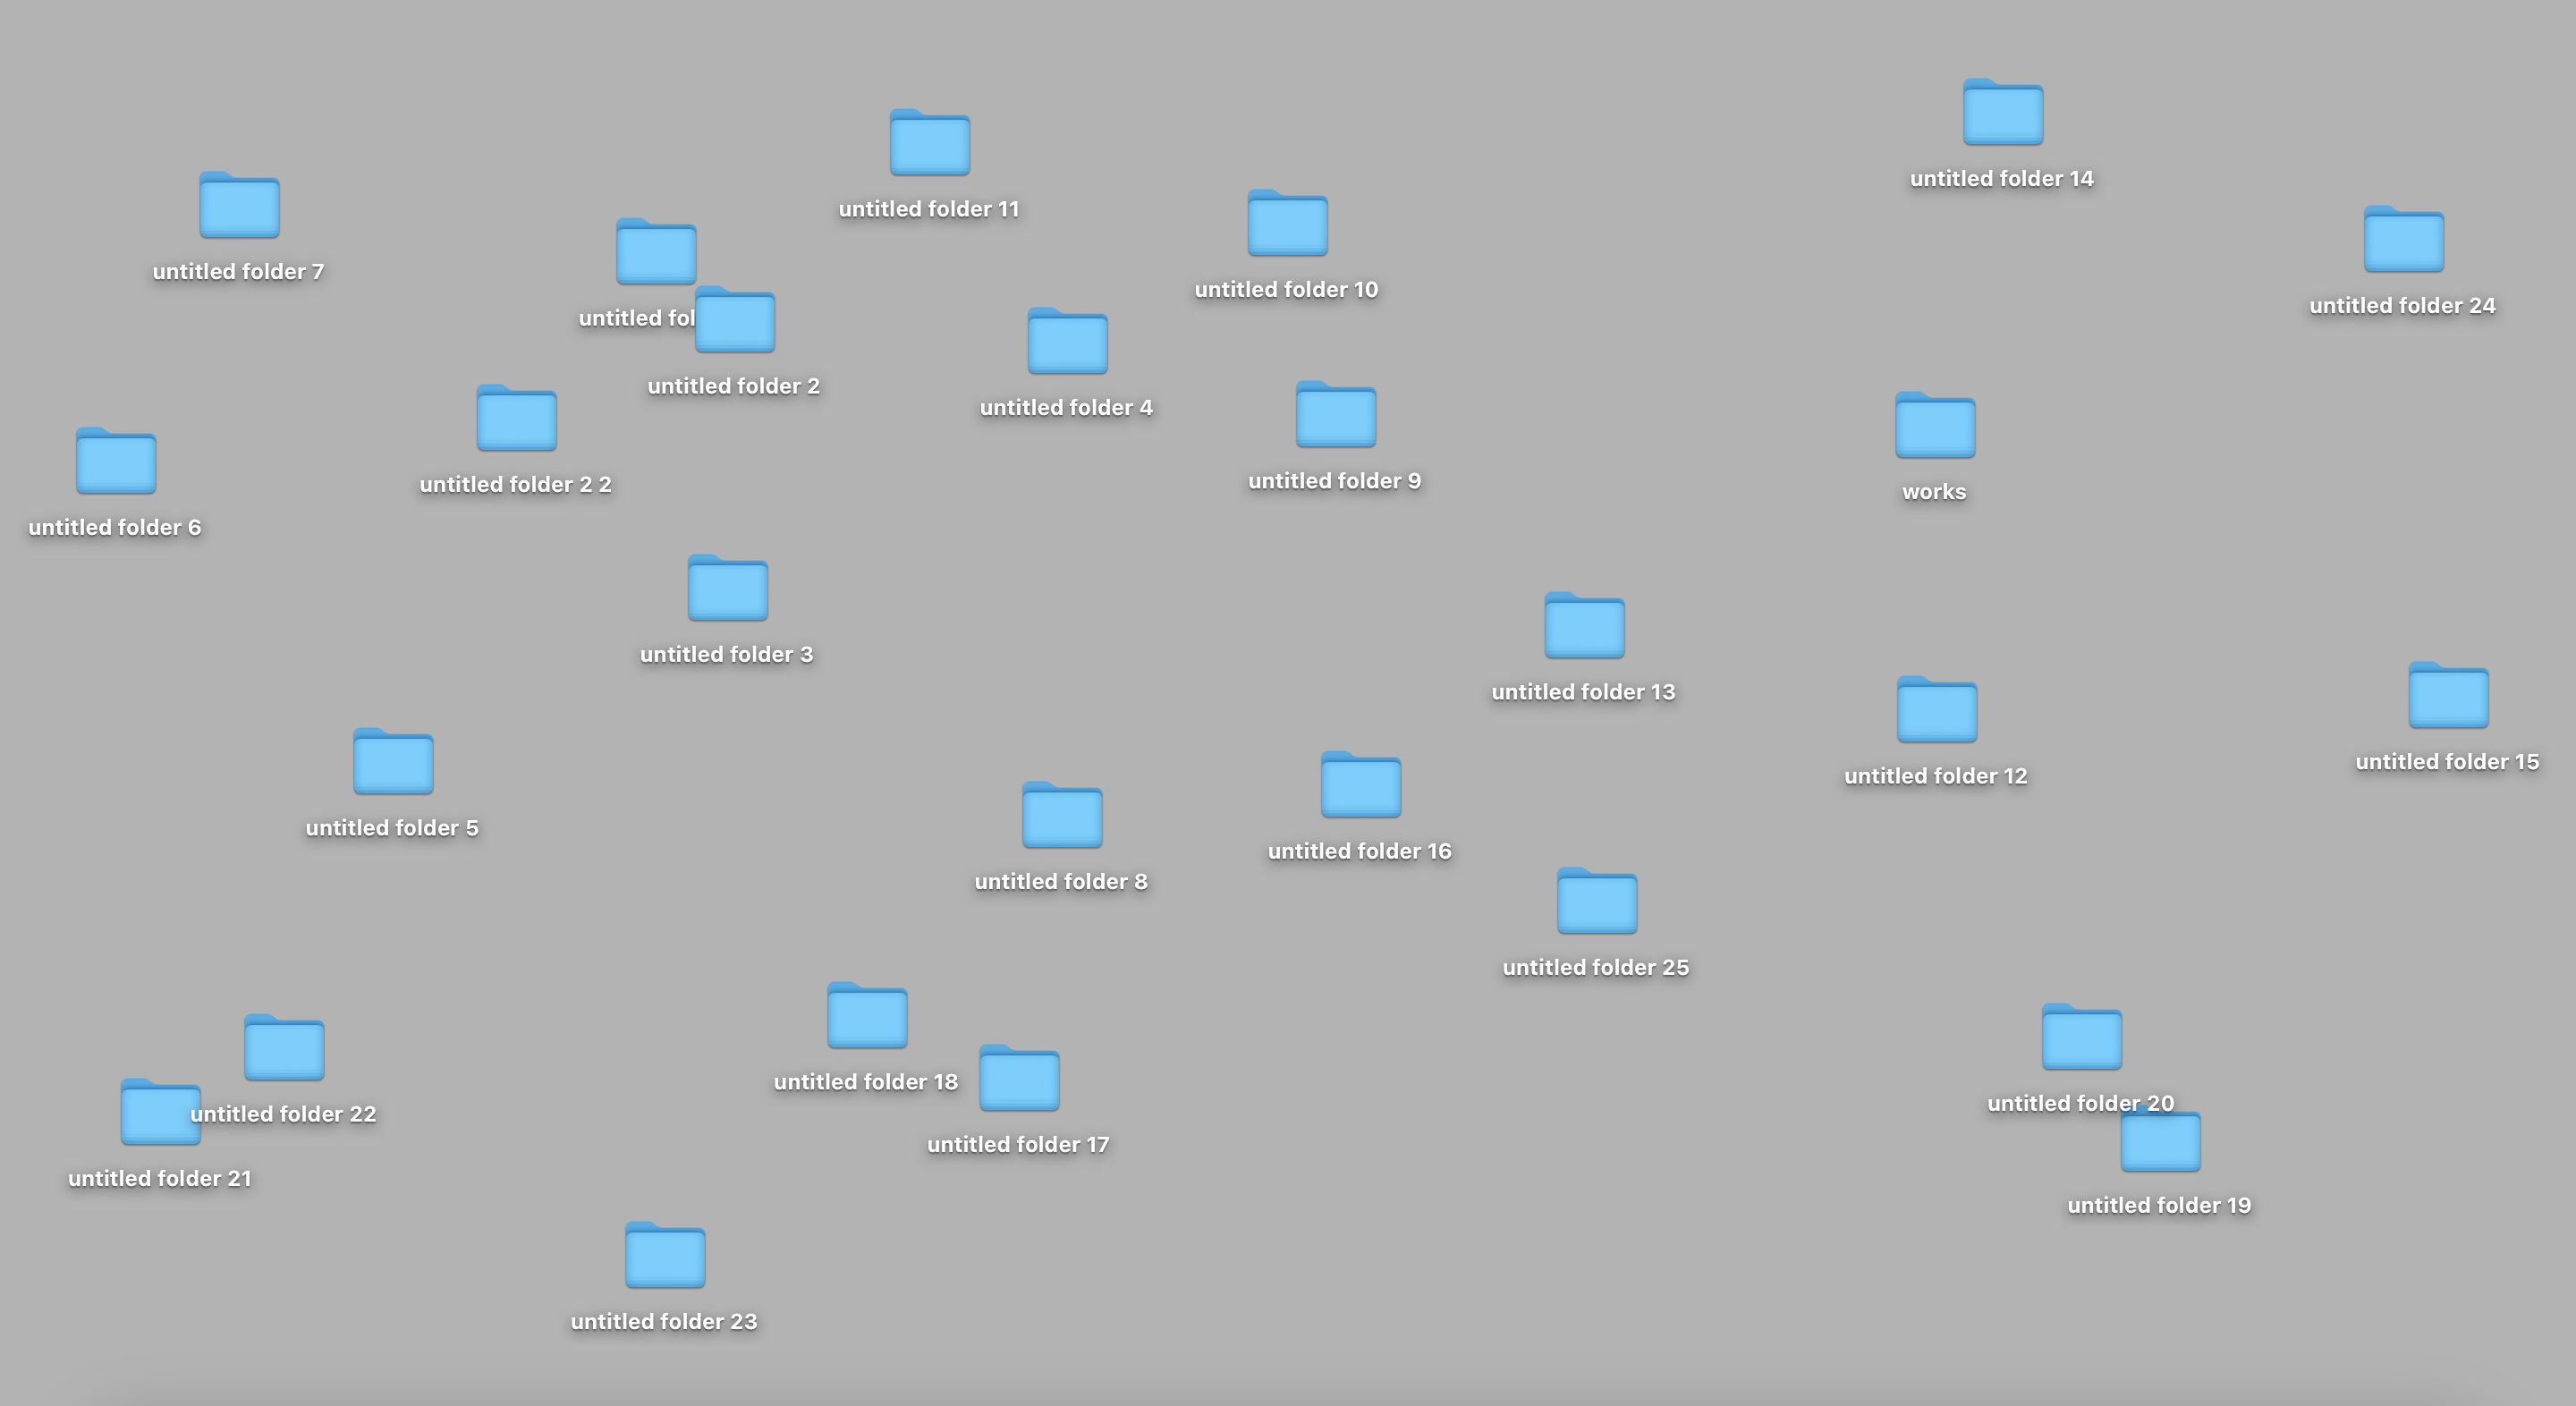 untitled folder 14
untitled folder 11
untitled folder 7
untitled folder 10
untitled folder 24
untitled
untitled folder 2
untitled folder 4
untitled folder 9
untitled folder 2 2
works
untitled folder 6
untitled folder 3
untitled folder 13
untitled folder 15
untitled folder 12
untitled folder 5
untitled folder 16
untitled folder 8
untitled folder 25
untitled folder 18
untitled folder 20
untitled folder 22
untitled folder 17
untitled folder 21
untitled folder 19
untitled folder 23